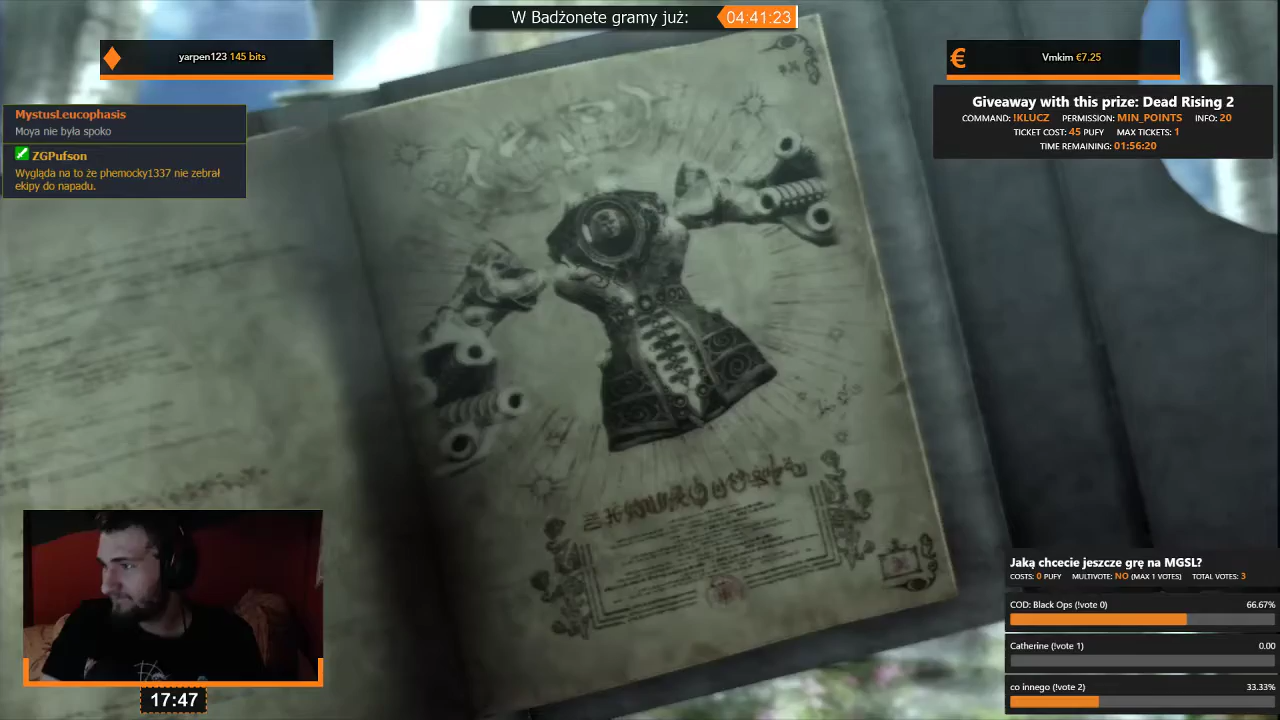 W Badżonete gramy już:
04:41:23
yarpen123 145 bits
Vmkim €7.25
MystusLeucophasis
Moya nie była spoko
ZGPufson
Wygląda na to że phemocky1337 nie zebrał
ekipy do napadu.
Giveaway with this prize: Dead Rising 2
COMMAND: !KLUCZ PERMISSION: MIN_POINTS INFO: 20
TICKET COST: 45 PUFY MAX TICKETS: 1
TIME REMAINING: 01:56:20
17:47
Jaką chcecie jeszcze grę na MGSL?
COSTS: 0 PUFY MULTIVOTE: NO (MAX 1 VOTES) TOTAL VOTES: 3
COD: Black Ops (!vote 0) 66.67%
Catherine (!vote 1) 0.00
co innego (!vote 2) 33.33%